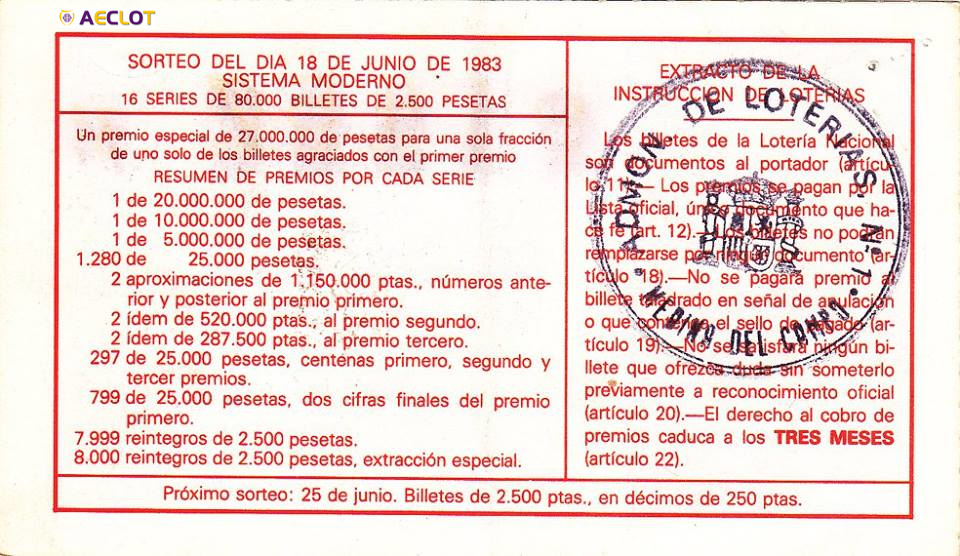 AECLOT
SORTEO DEL DIA 18 DE JUNIO DE 1983
SISTEMA MODERNO
16 SERIES DE 80.000 BILLETES DE 2.500 PESETAS
Un premio especial de 27.000.000 de pesetas para una sola fracción
de uno solo de los billetes agraciados con el primer premio
RESUMEN DE PREMIOS POR CADA SERIE
1 de 20.000.000 de pesetas.
1 de 10.000.000 de pesetas.
1 de 5.000.000 de pesetas.
1.280 de 25.000 pesetas.
2 aproximaciones de 1.150.000 ptas., números ante-
rior y posterior al premio primero.
2 ídem de 520.000 ptas., al premio segundo.
2 ídem de 287.500 ptas., al premio tercero.
297 de 25.000 pesetas, centenas primero, segundo y
tercer premios.
799 de 25.000 pesetas, dos cifras finales del premio
primero.
7.999 reintegros de 2.500 pesetas.
8.000 reintegros de 2.500 pesetas, extracción especial.
EXTRACTO DE LA
INSTRUCCION DE LOTERIAS
Los billetes de la Lotería Nacional
son documentos al portador (artícu-
lo 11).— Los premios se pagan por la
Lista oficial, único documento que ha-
ce fe (art. 12).—Los billetes no podrán
remplazarse por ningún documento (ar-
tículo 18).—No se pagará premio al
billete taladrado en señal de anulación
o que contenga el sello de pagado (ar-
tículo 19).—No se satisfará ningún bi-
llete que ofrezca duda sin someterlo
previamente a reconocimiento oficial
(artículo 20).—El derecho al cobro de
premios caduca a los TRES MESES
(artículo 22).
ADMON DE LOTERIAS, Nº 1
MEDINA DEL CAMPO
Próximo sorteo: 25 de junio. Billetes de 2.500 ptas., en décimos de 250 ptas.